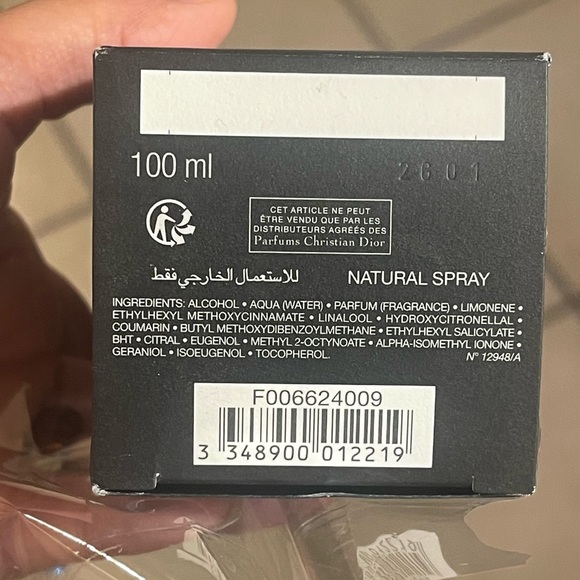 100 ml
2G01
CET ARTICLE NE PEUT
ÊTRE VENDU QUE PAR LES
DISTRIBUTEURS AGRÉÉS DES
Parfums Christian Dior
للاستعمال الخارجي فقط
NATURAL SPRAY
INGREDIENTS: ALCOHOL • AQUA (WATER) • PARFUM (FRAGRANCE) • LIMONENE •
ETHYLHEXYL METHOXYCINNAMATE • LINALOOL • HYDROXYCITRONELLAL •
COUMARIN • BUTYL METHOXYDIBENZOYLMETHANE • ETHYLHEXYL SALICYLATE •
BHT • CITRAL • EUGENOL • METHYL 2-OCTYNOATE • ALPHA-ISOMETHYL IONONE •
GERANIOL • ISOEUGENOL • TOCOPHEROL.
N° 12948/A
F006624009
3 348900 012219